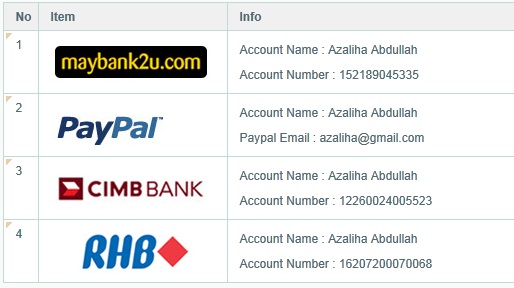 No Item Info
1
maybank2u.com
Account Name : Azaliha Abdullah
Account Number : 152189045335
2
PayPal™
Account Name : Azaliha Abdullah
Paypal Email : azaliha@gmail.com
3
CIMB BANK
Account Name : Azaliha Abdullah
Account Number : 12260024005523
4
RHB
Account Name : Azaliha Abdullah
Account Number : 16207200070068